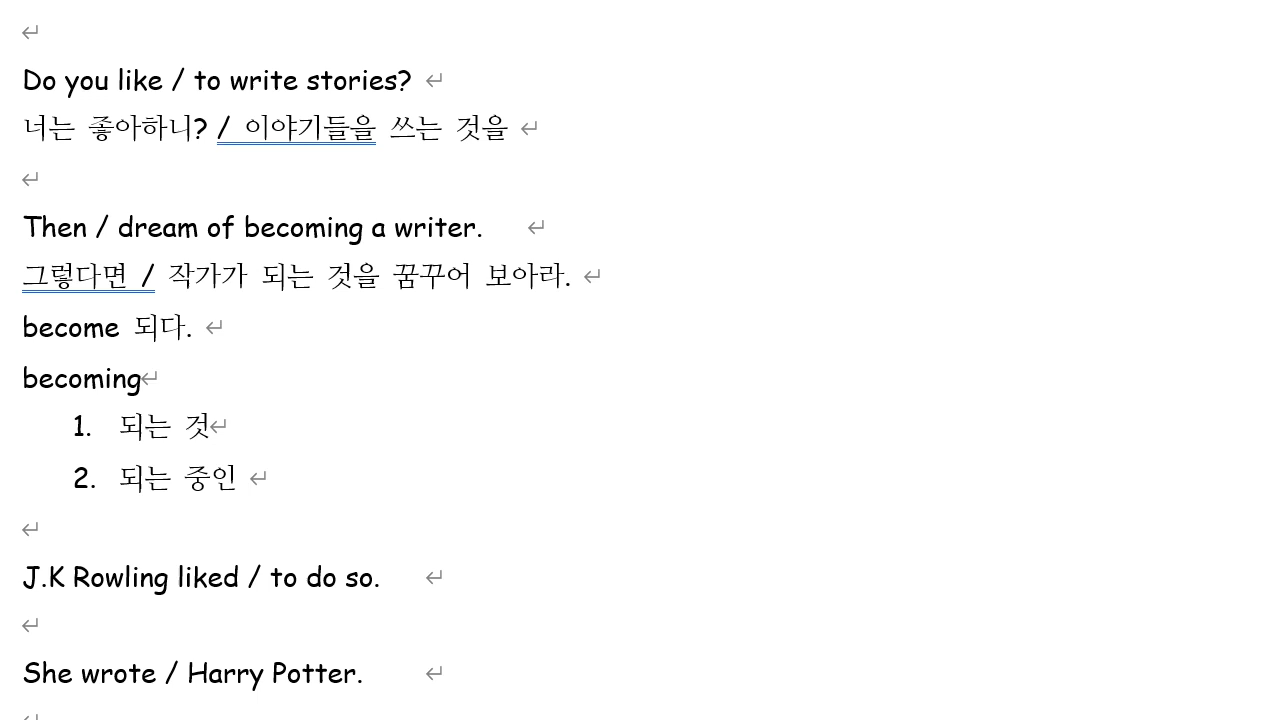 Do you like / to write stories?
너는 좋아하니? / 이야기들을 쓰는 것을
Then / dream of becoming a writer.
그렇다면 / 작가가 되는 것을 꿈꾸어 보아라.
become 되다.
becoming
1. 되는 것
2. 되는 중인
J.K Rowling liked / to do so.
She wrote / Harry Potter.